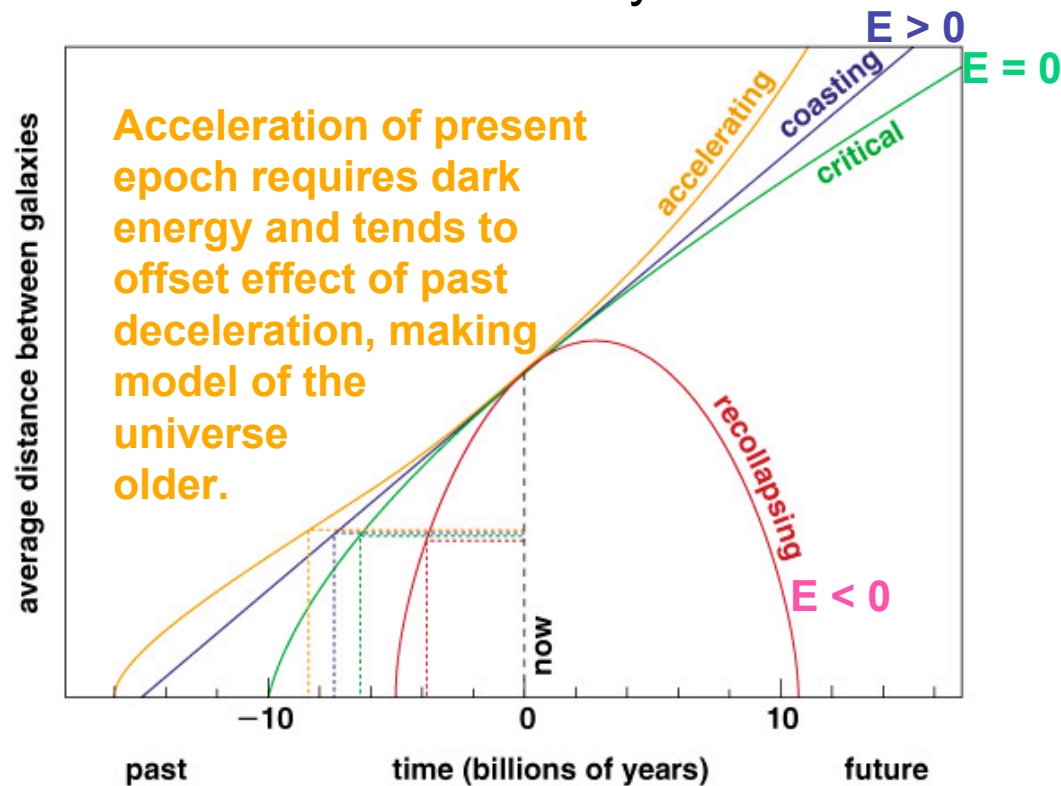 E > 0
E = 0
Acceleration of present
epoch requires dark
energy and tends to
offset effect of past
deceleration, making
model of the
universe
older.
accelerating
coasting
critical
recollapsing
E < 0
now
average distance between galaxies
−10
0
10
past
time (billions of years)
future